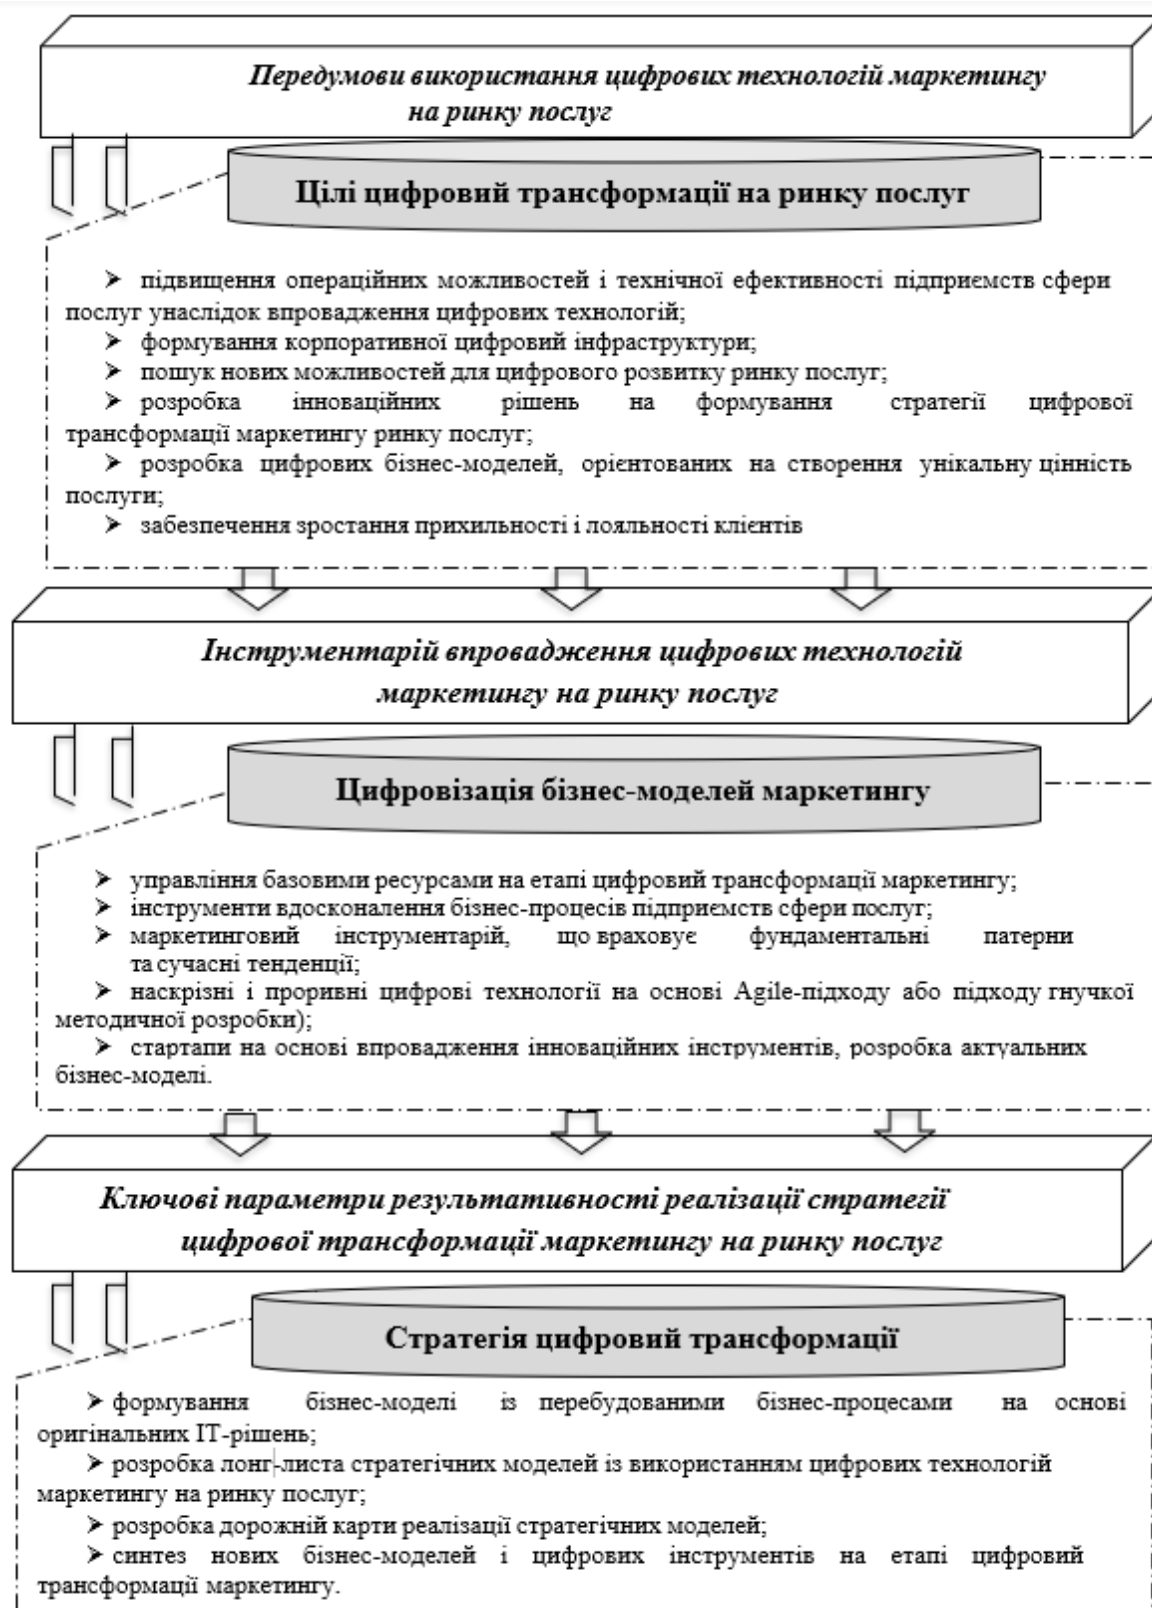 Передумови використання цифрових технологій маркетингу
на ринку послуг
Цілі цифровий трансформації на ринку послуг
➢ підвищення операційних можливостей і технічної ефективності підприємств сфери
послуг унаслідок впровадження цифрових технологій;
➢ формування корпоративної цифровий інфраструктури;
➢ пошук нових можливостей для цифрового розвитку ринку послуг;
➢ розробка інноваційних рішень на формування стратегії цифрової
трансформації маркетингу ринку послуг;
➢ розробка цифрових бізнес-моделей, орієнтованих на створення унікальну цінність
послуги;
➢ забезпечення зростання прихильності і лояльності клієнтів
Інструментарій впровадження цифрових технологій
маркетингу на ринку послуг
Цифровізація бізнес-моделей маркетингу
➢ управління базовими ресурсами на етапі цифровий трансформації маркетингу;
➢ інструменти вдосконалення бізнес-процесів підприємств сфери послуг;
➢ маркетинговий інструментарій, що враховує фундаментальні патерни
та сучасні тенденції;
➢ наскрізні і проривні цифрові технології на основі Agile-підходу або підходу гнучкої
методичної розробки);
➢ стартапи на основі впровадження інноваційних інструментів, розробка актуальних
бізнес-моделі.
Ключові параметри результативності реалізації стратегії
цифрової трансформації маркетингу на ринку послуг
Стратегія цифровий трансформації
➢ формування бізнес-моделі із перебудованими бізнес-процесами на основі
оригінальних IT-рішень;
➢ розробка лонг-листа стратегічних моделей із використанням цифрових технологій
маркетингу на ринку послуг;
➢ розробка дорожній карти реалізації стратегічних моделей;
➢ синтез нових бізнес-моделей і цифрових інструментів на етапі цифровий
трансформації маркетингу.